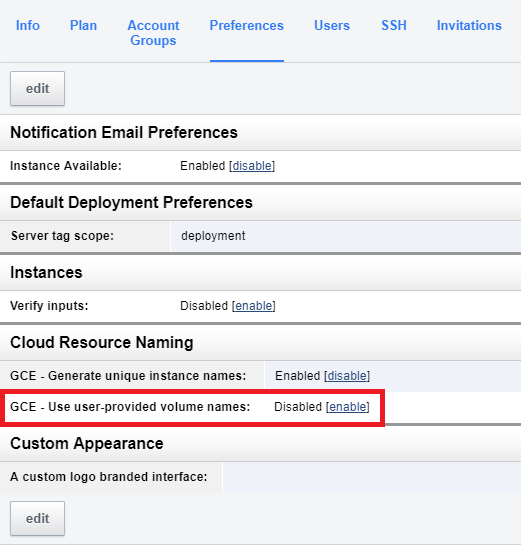 Info Plan Account Groups Preferences Users SSH Invitations
edit
Notification Email Preferences
Instance Available: Enabled [disable]
Default Deployment Preferences
Server tag scope: deployment
Instances
Verify inputs: Disabled [enable]
Cloud Resource Naming
GCE - Generate unique instance names: Enabled [disable]
GCE - Use user-provided volume names: Disabled [enable]
Custom Appearance
A custom logo branded interface:
edit